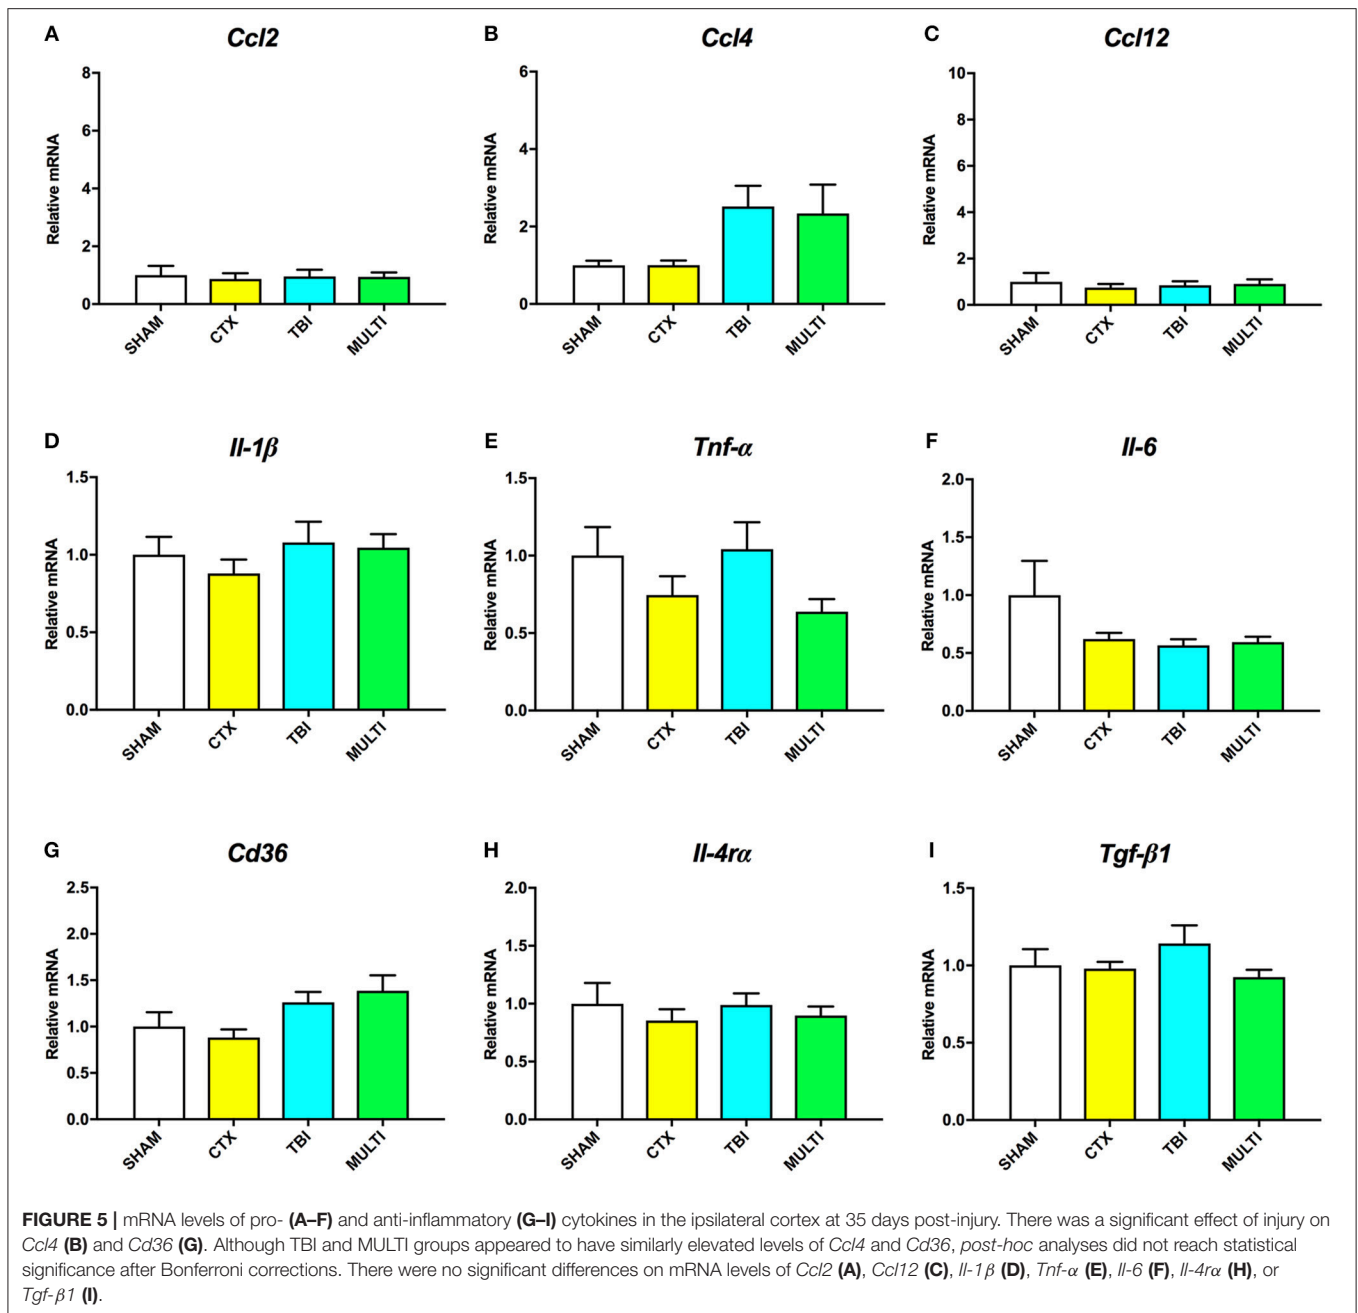 A
Ccl2
8
6
4
2
0
Relative mRNA
SHAM
CTX
TBI
MULTI
B
Ccl4
6
4
2
0
Relative mRNA
SHAM
CTX
TBI
MULTI
C
Ccl12
10
8
6
4
2
0
Relative mRNA
SHAM
CTX
TBI
MULTI
D
Il-1β
1.5
1.0
0.5
0.0
Relative mRNA
SHAM
CTX
TBI
MULTI
E
Tnf-α
1.5
1.0
0.5
0.0
Relative mRNA
SHAM
CTX
TBI
MULTI
F
Il-6
2.0
1.5
1.0
0.5
0.0
Relative mRNA
SHAM
CTX
TBI
MULTI
G
Cd36
2.5
2.0
1.5
1.0
0.5
0.0
Relative mRNA
SHAM
CTX
TBI
MULTI
H
Il-4rα
2.0
1.5
1.0
0.5
0.0
Relative mRNA
SHAM
CTX
TBI
MULTI
I
Tgf-β1
1.5
1.0
0.5
0.0
Relative mRNA
SHAM
CTX
TBI
MULTI
FIGURE 5 | mRNA levels of pro- (A–F) and anti-inflammatory (G–I) cytokines in the ipsilateral cortex at 35 days post-injury. There was a significant effect of injury on
Ccl4 (B) and Cd36 (G). Although TBI and MULTI groups appeared to have similarly elevated levels of Ccl4 and Cd36, post-hoc analyses did not reach statistical
significance after Bonferroni corrections. There were no significant differences on mRNA levels of Ccl2 (A), Ccl12 (C), Il-1β (D), Tnf-α (E), Il-6 (F), Il-4rα (H), or
Tgf-β1 (I).